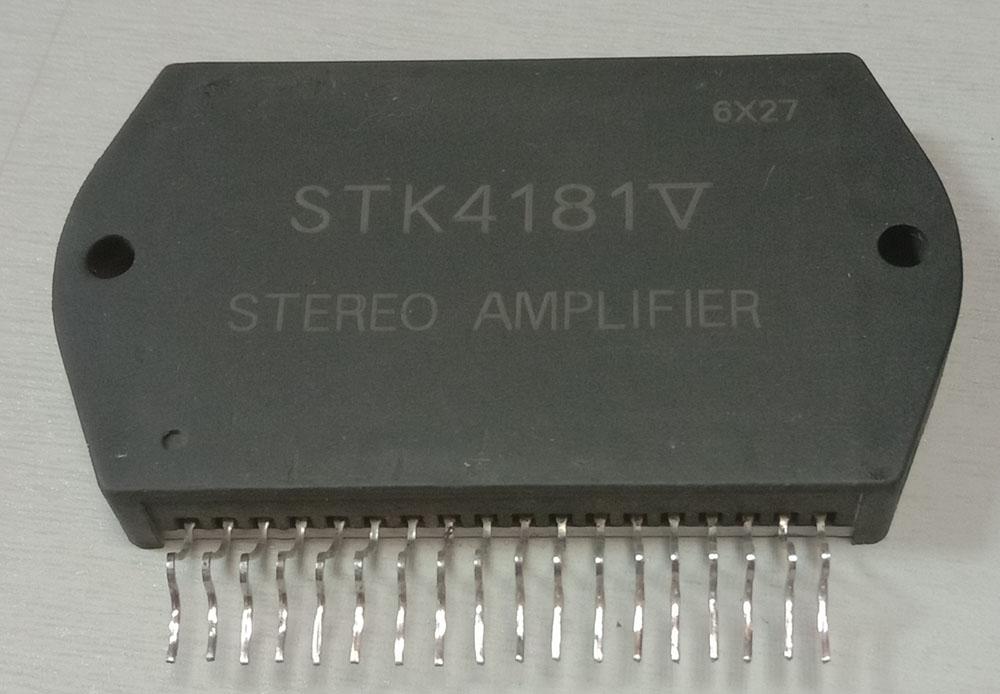 6X27
STK4181V
STEREO AMPLIFIER